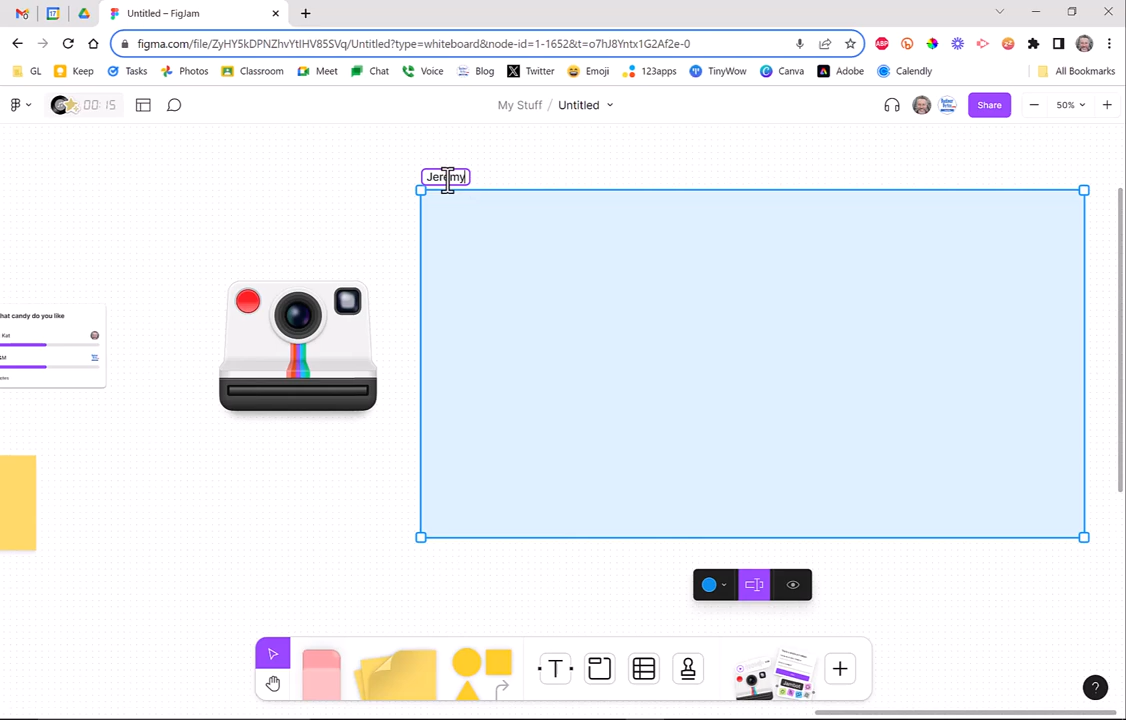 Untitled – FigJam
figma.com/file/ZyHY5kDPNZhvYtIHV85SVq/Untitled?type=whiteboard&node-id=1-1652&t=o7hJ8Yntx1G2Af2e-0
GL Keep Tasks Photos Classroom Meet Chat Voice Blog Twitter Emoji 123apps TinyWow Canva Adobe Calendly All Bookmarks
00:15 My Stuff / Untitled Share 50%
Jeremy
hat candy do you like
Kat
T
?